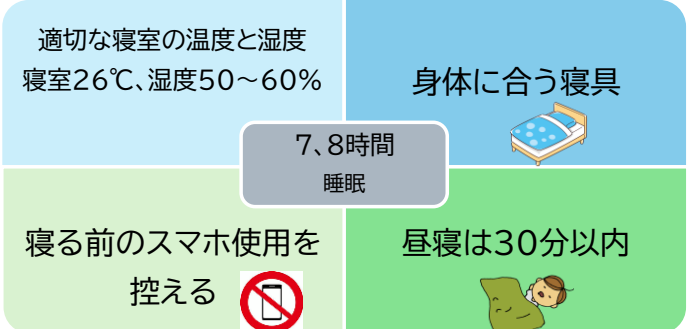 適切な寝室の温度と湿度
寝室26℃、湿度50～60%
身体に合う寝具
7、8時間
睡眠
寝る前のスマホ使用を
控える
昼寝は30分以内